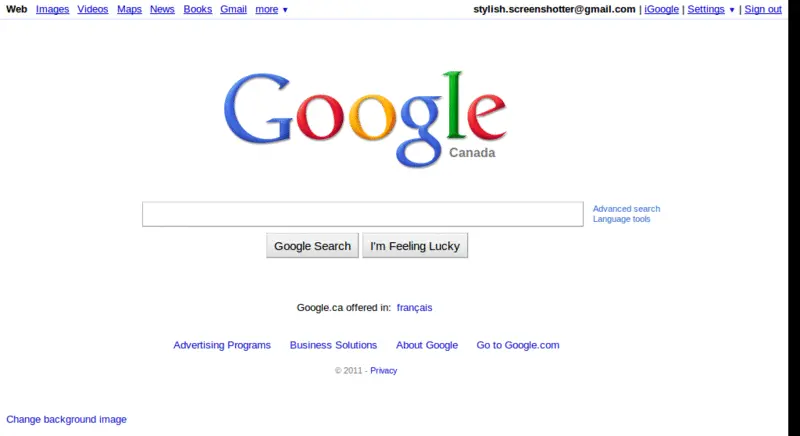 Web Images Videos Maps News Books Gmail more ▼ stylish.screenshotter@gmail.com | iGoogle | Settings ▼ | Sign out
Google
Canada
Advanced search
Language tools
Google Search I'm Feeling Lucky
Google.ca offered in: français
Advertising Programs Business Solutions About Google Go to Google.com
© 2011 - Privacy
Change background image